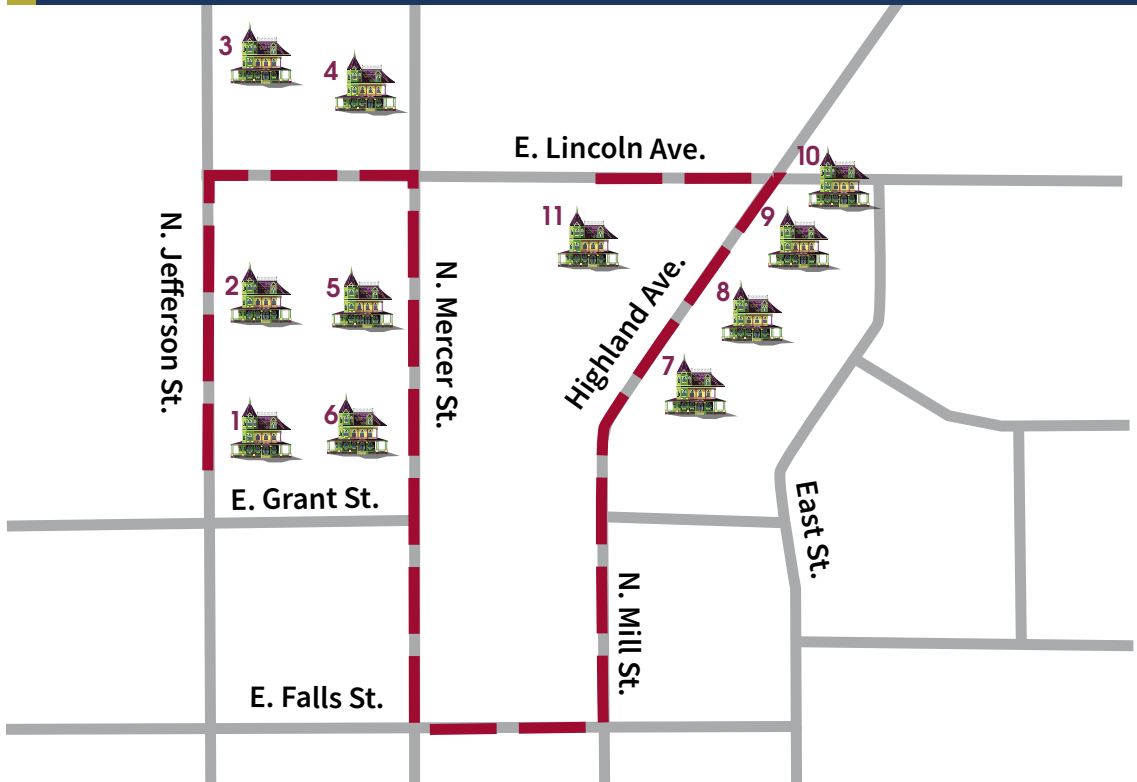 3
4
E. Lincoln Ave.
10
11
9
N. Jefferson St.
2
5
N. Mercer St.
Highland Ave.
8
7
1
6
E. Grant St.
East St.
N. Mill St.
E. Falls St.